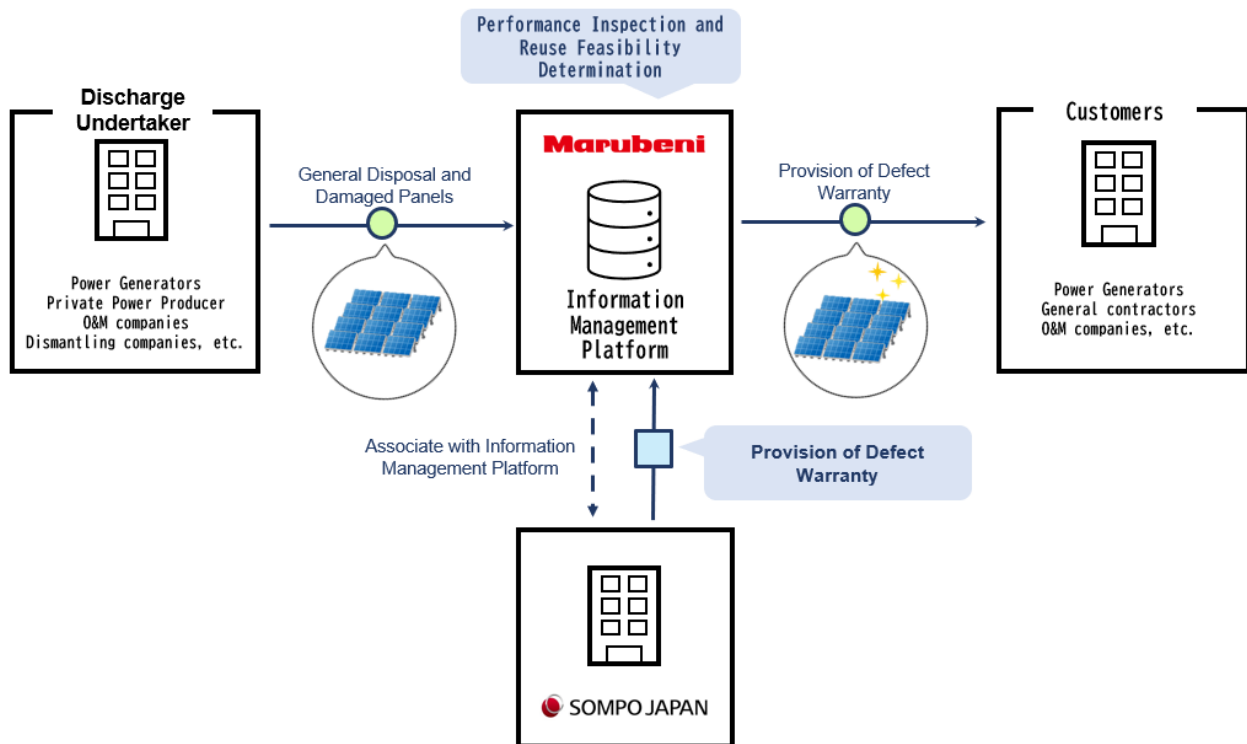 Performance Inspection and
Reuse Feasibility
Determination
Discharge
Undertaker
Power Generators
Private Power Producer
O&M companies
Dismantling companies, etc.
General Disposal and
Damaged Panels
Marubeni
Information
Management
Platform
Provision of Defect
Warranty
Customers
Power Generators
General contractors
O&M companies, etc.
Associate with Information
Management Platform
Provision of Defect
Warranty
SOMPO JAPAN